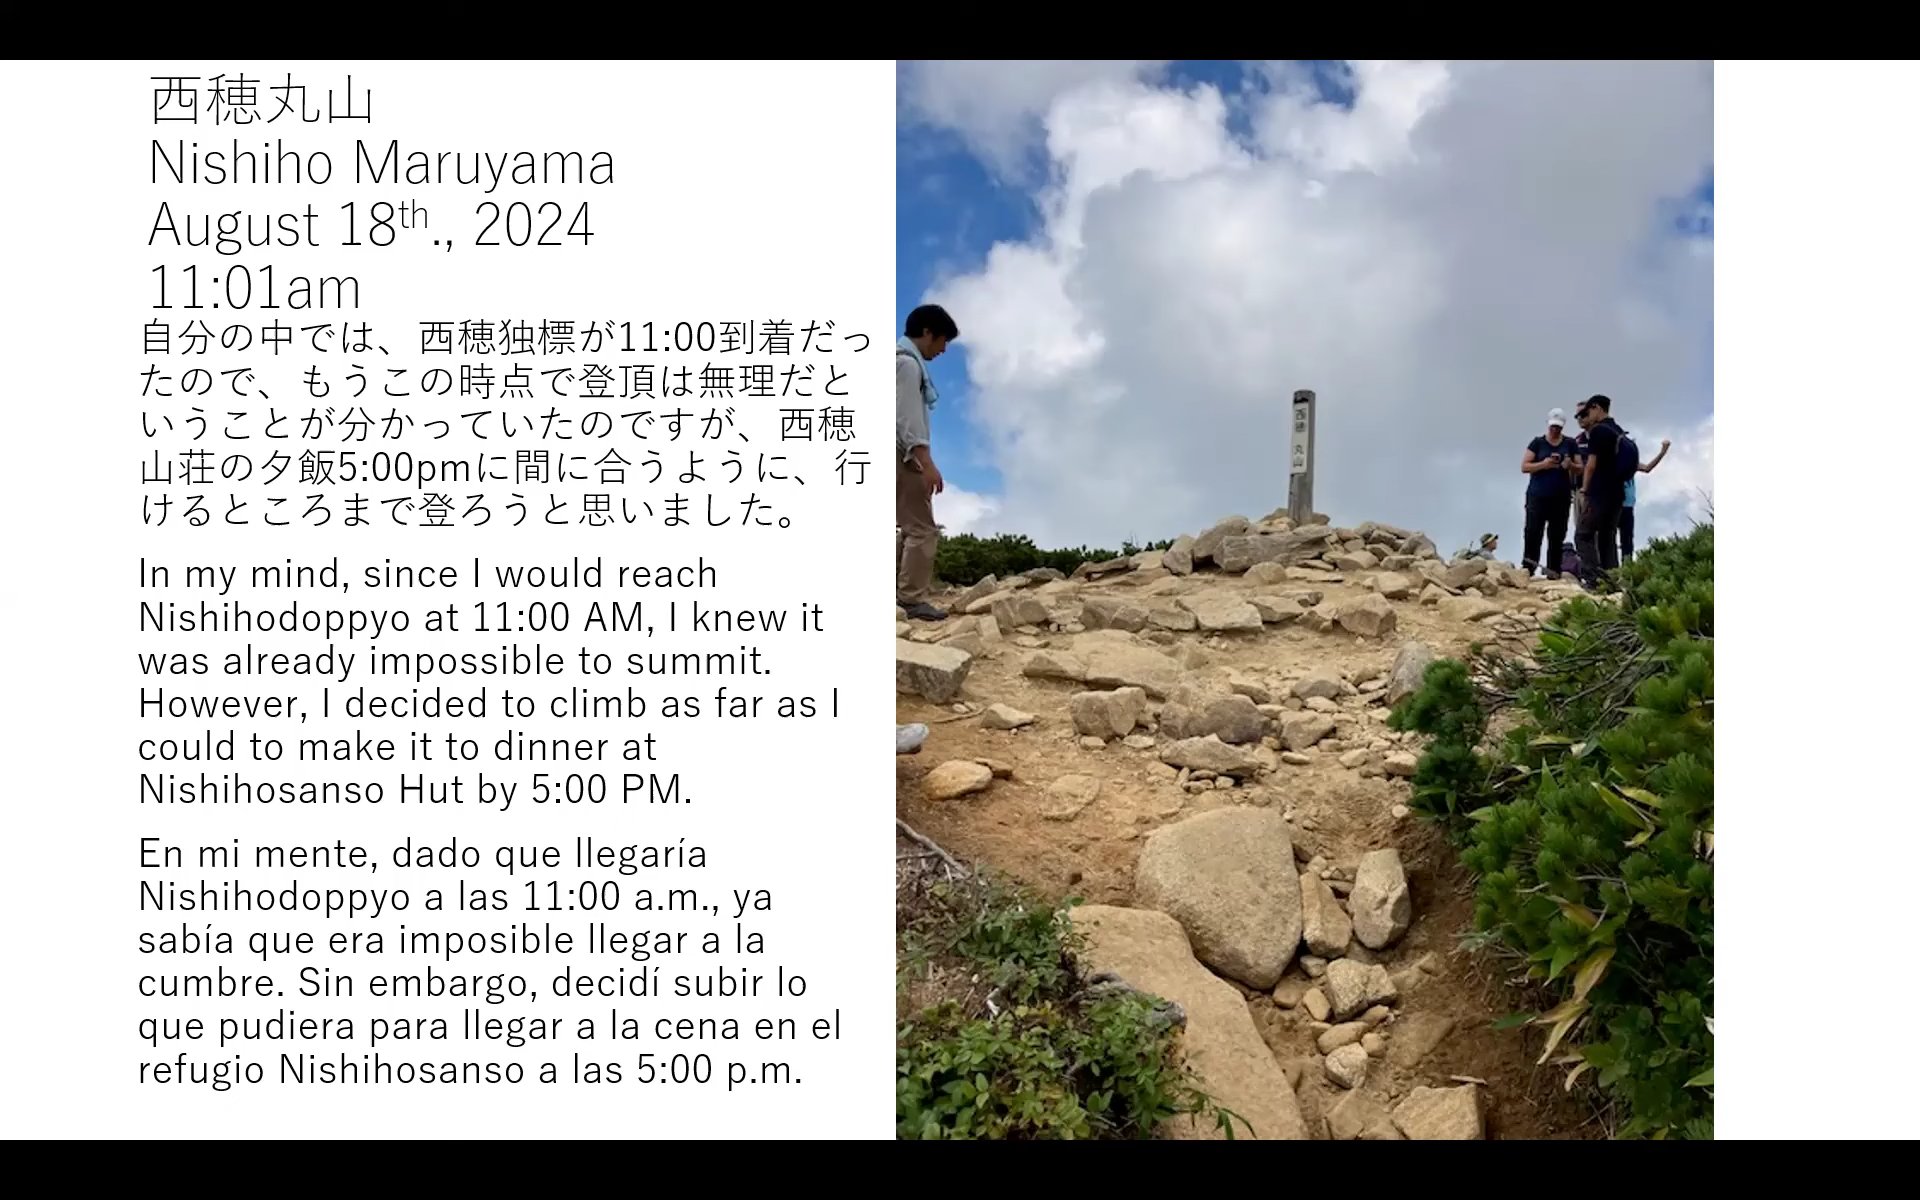 西穂丸山
Nishiho Maruyama
August 18th., 2024
11:01am
自分の中では、西穂独標が11:00到着だっ
たので、もうこの時点で登頂は無理だと
いうことが分かっていたのですが、西穂
山荘の夕飯5:00pmに間に合うように、行
けるところまで登ろうと思いました。
In my mind, since I would reach
Nishihodoppyo at 11:00 AM, I knew it
was already impossible to summit.
However, I decided to climb as far as I
could to make it to dinner at
Nishihosanso Hut by 5:00 PM.
En mi mente, dado que llegaría
Nishihodoppyo a las 11:00 a.m., ya
sabía que era imposible llegar a la
cumbre. Sin embargo, decidí subir lo
que pudiera para llegar a la cena en el
refugio Nishihosanso a las 5:00 p.m.
西穂丸山